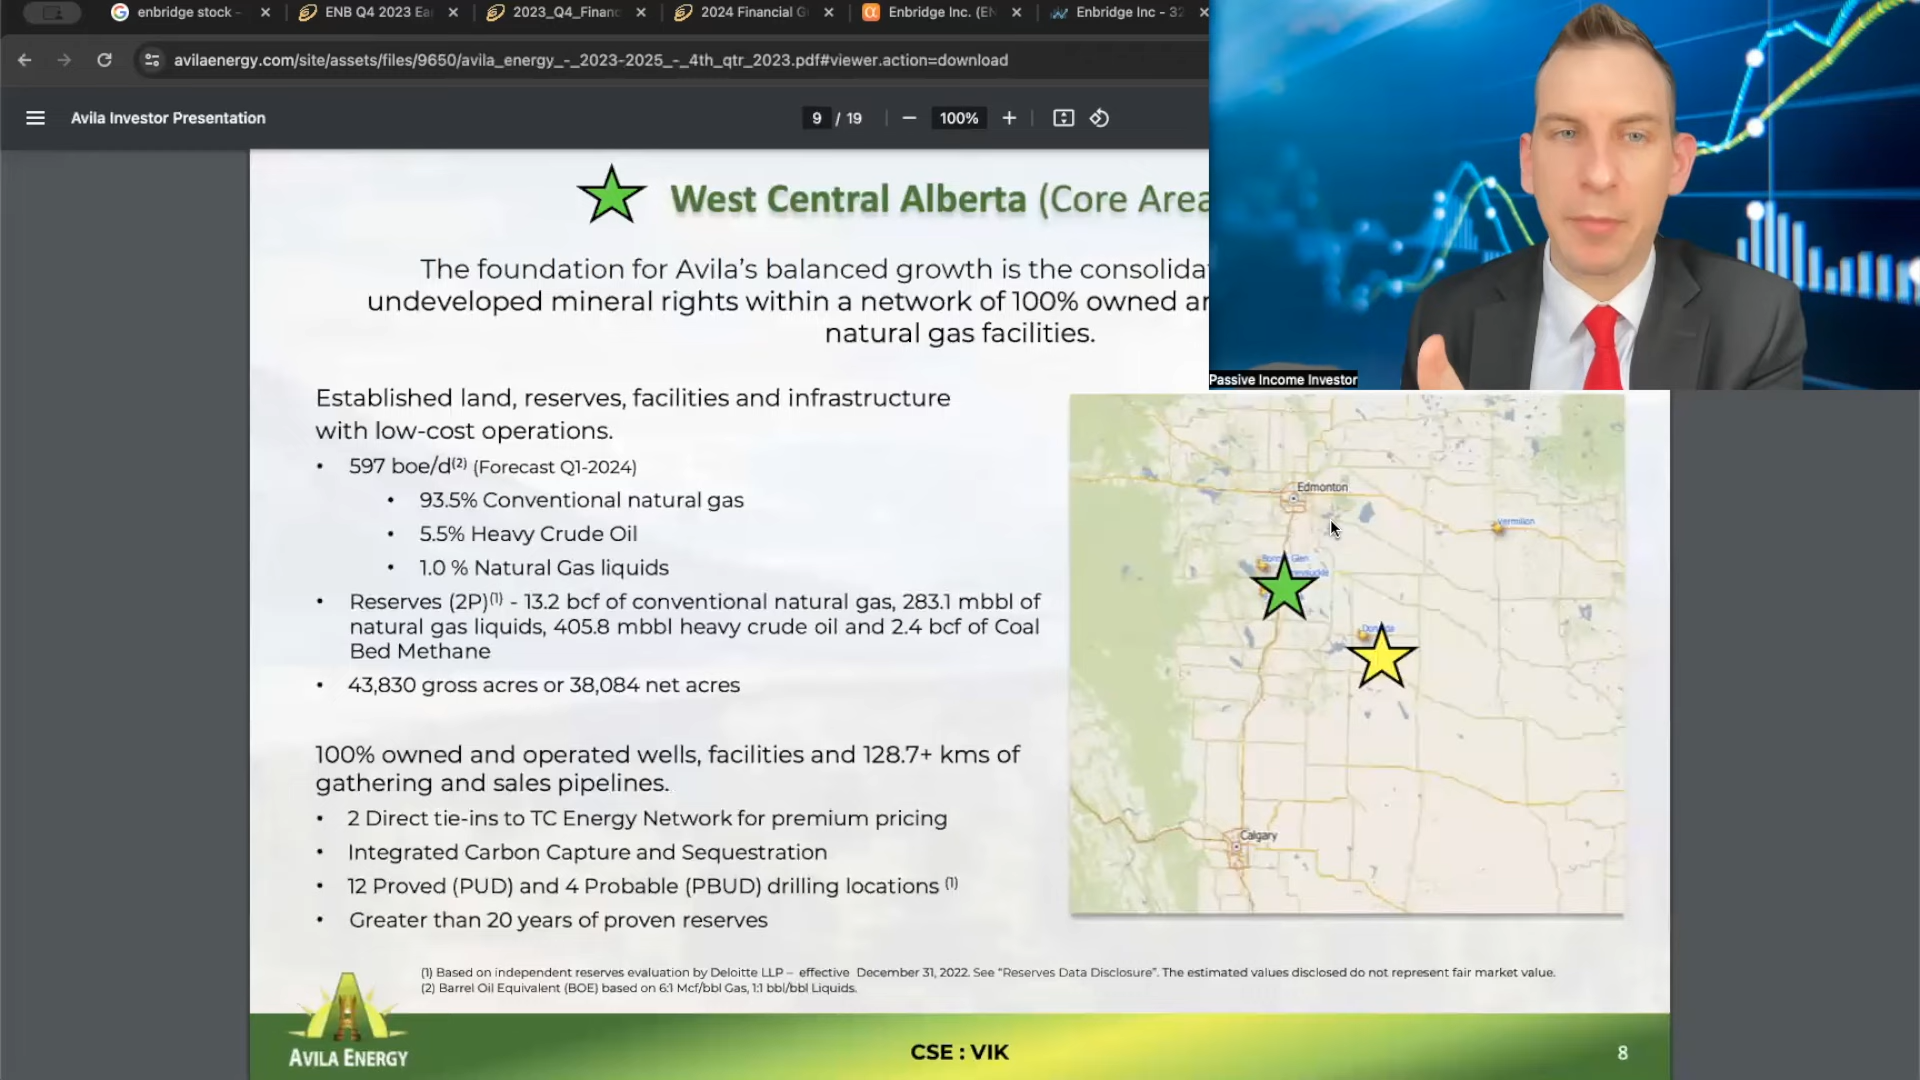 enbridge stock -
ENB Q4 2023 Ea
2023_Q4_Financ
2024 Financial G
Enbridge Inc. (EN
Enbridge Inc - 32
avilaenergy.com/site/assets/files/9650/avila_energy_-_2023-2025_-_4th_qtr_2023.pdf#viewer.action=download
Avila Investor Presentation
9 / 19
100%
West Central Alberta (Core Area
The foundation for Avila's balanced growth is the consolida
undeveloped mineral rights within a network of 100% owned a
natural gas facilities.
Passive Income Investor
Established land, reserves, facilities and infrastructure
with low-cost operations.
• 597 boe/d(2) (Forecast Q1-2024)
• 93.5% Conventional natural gas
• 5.5% Heavy Crude Oil
• 1.0 % Natural Gas liquids
• Reserves (2P)(1) - 13.2 bcf of conventional natural gas, 283.1 mbbl of
natural gas liquids, 405.8 mbbl heavy crude oil and 2.4 bcf of Coal
Bed Methane
• 43,830 gross acres or 38,084 net acres
100% owned and operated wells, facilities and 128.7+ kms of
gathering and sales pipelines.
• 2 Direct tie-ins to TC Energy Network for premium pricing
• Integrated Carbon Capture and Sequestration
• 12 Proved (PUD) and 4 Probable (PBUD) drilling locations (1)
• Greater than 20 years of proven reserves
Edmonton
Vermilion
Glen
Calgary
(1) Based on independent reserves evaluation by Deloitte LLP – effective December 31, 2022. See "Reserves Data Disclosure". The estimated values disclosed do not represent fair market value.
(2) Barrel Oil Equivalent (BOE) based on 6:1 Mcf/bbl Gas, 1:1 bbl/bbl Liquids.
AVILA ENERGY
CSE : VIK
8